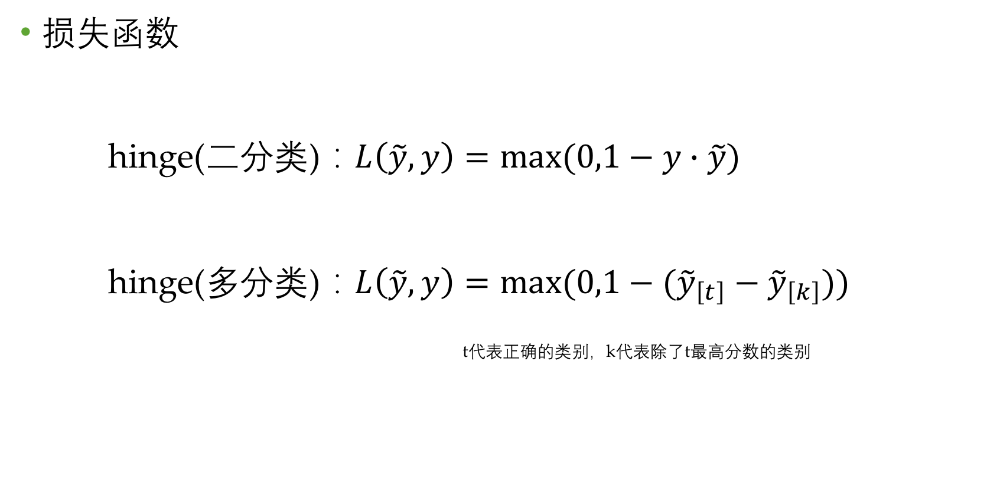 • 损失函数
hinge(二分类)：L(ỹ, y) = max(0,1 − y · ỹ)
hinge(多分类)：L(ỹ, y) = max(0,1 − (ỹ[t] − ỹ[k]))
t代表正确的类别，k代表除了t最高分数的类别